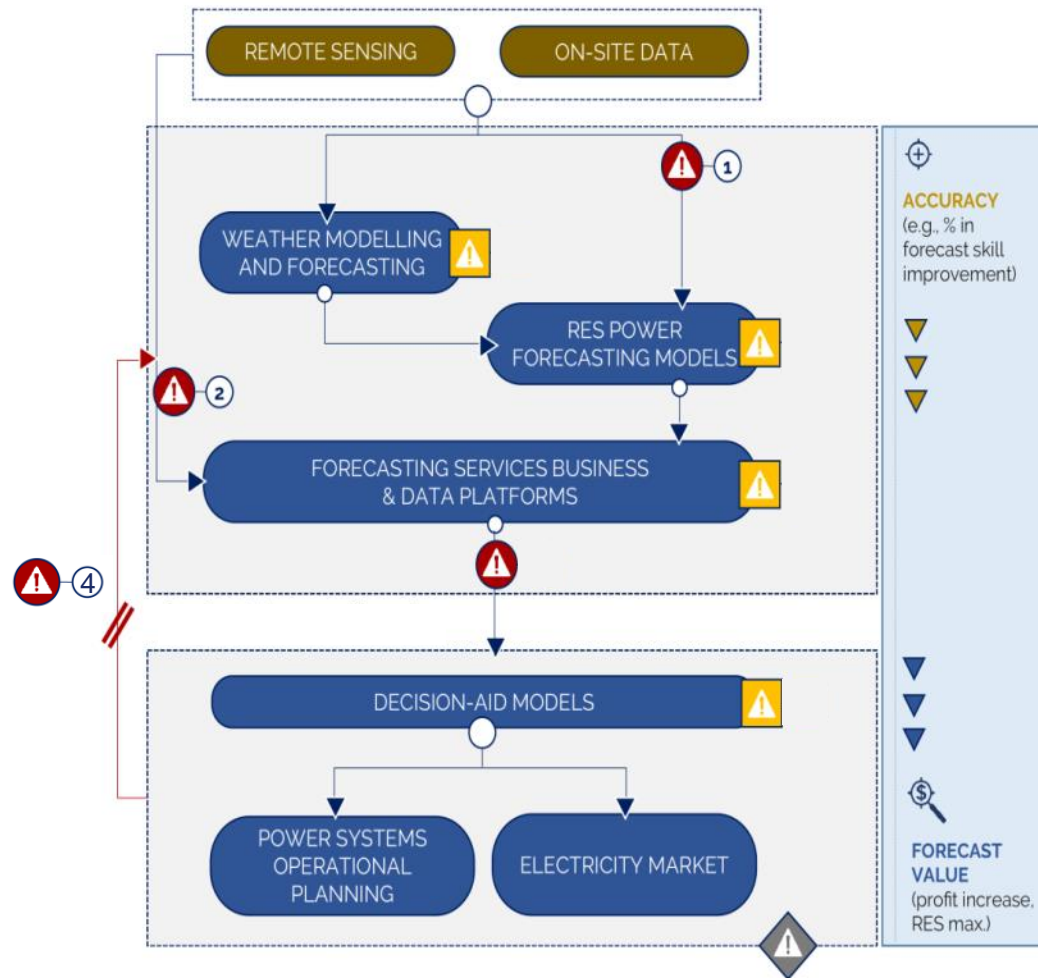 REMOTE SENSING
ON-SITE DATA
1
ACCURACY
(e.g., % in
forecast skill
improvement)
WEATHER MODELLING
AND FORECASTING
RES POWER
FORECASTING MODELS
2
FORECASTING SERVICES BUSINESS
& DATA PLATFORMS
4
DECISION-AID MODELS
POWER SYSTEMS
OPERATIONAL
PLANNING
ELECTRICITY MARKET
$
FORECAST
VALUE
(profit increase,
RES max.)